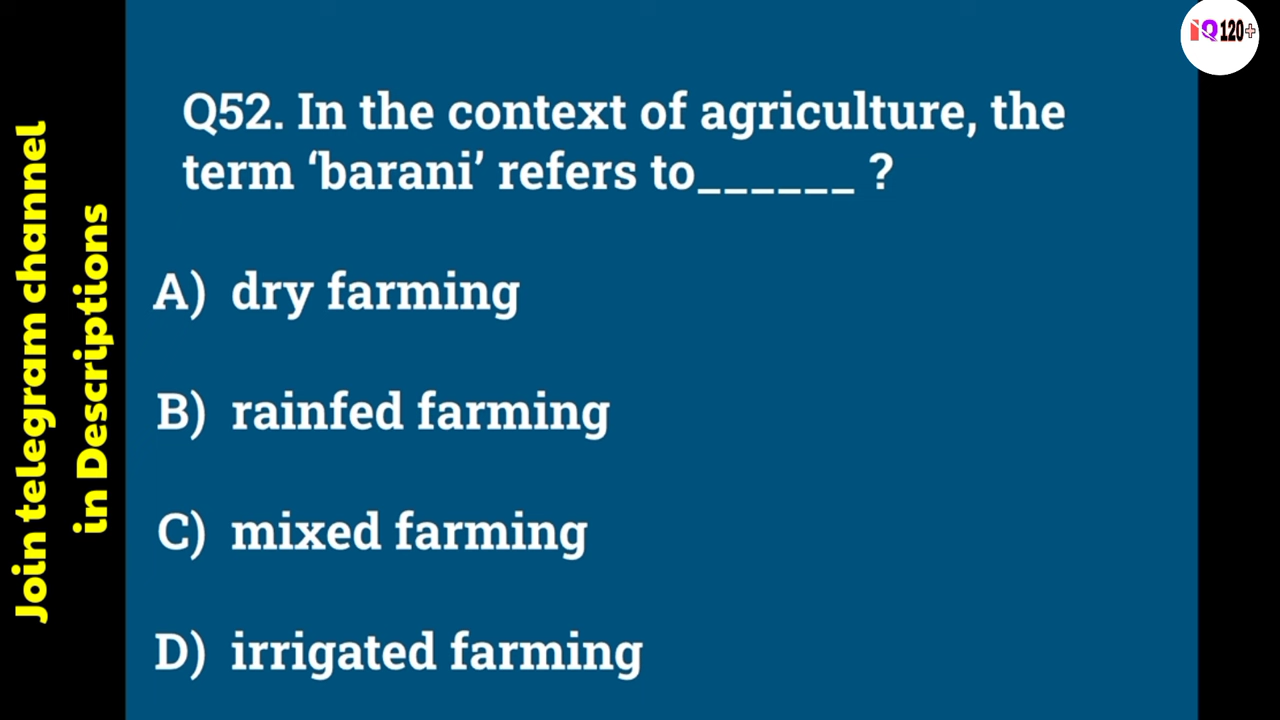 Join telegram channel
in Descriptions
iQ120+
Q52. In the context of agriculture, the
term ‘barani’ refers to______ ?
A) dry farming
B) rainfed farming
C) mixed farming
D) irrigated farming